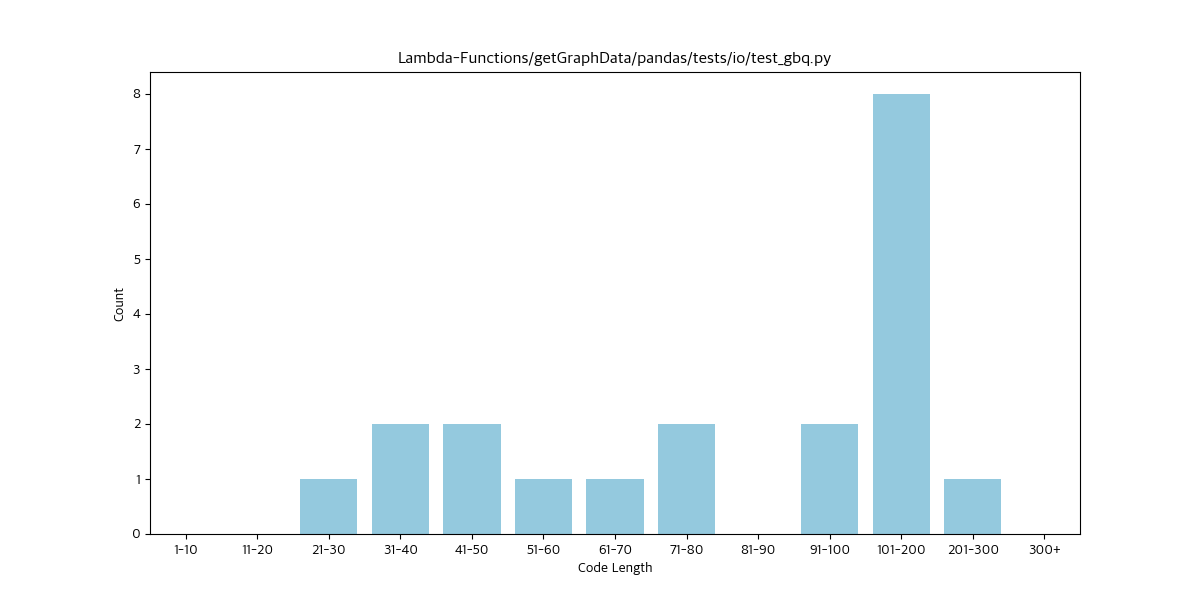 Lambda-Functions/getGraphData/pandas/tests/io/test_gbq.py
8
7
6
5
4
3
2
1
0
Count
1-10 11-20 21-30 31-40 41-50 51-60 61-70 71-80 81-90 91-100 101-200 201-300 300+
Code Length